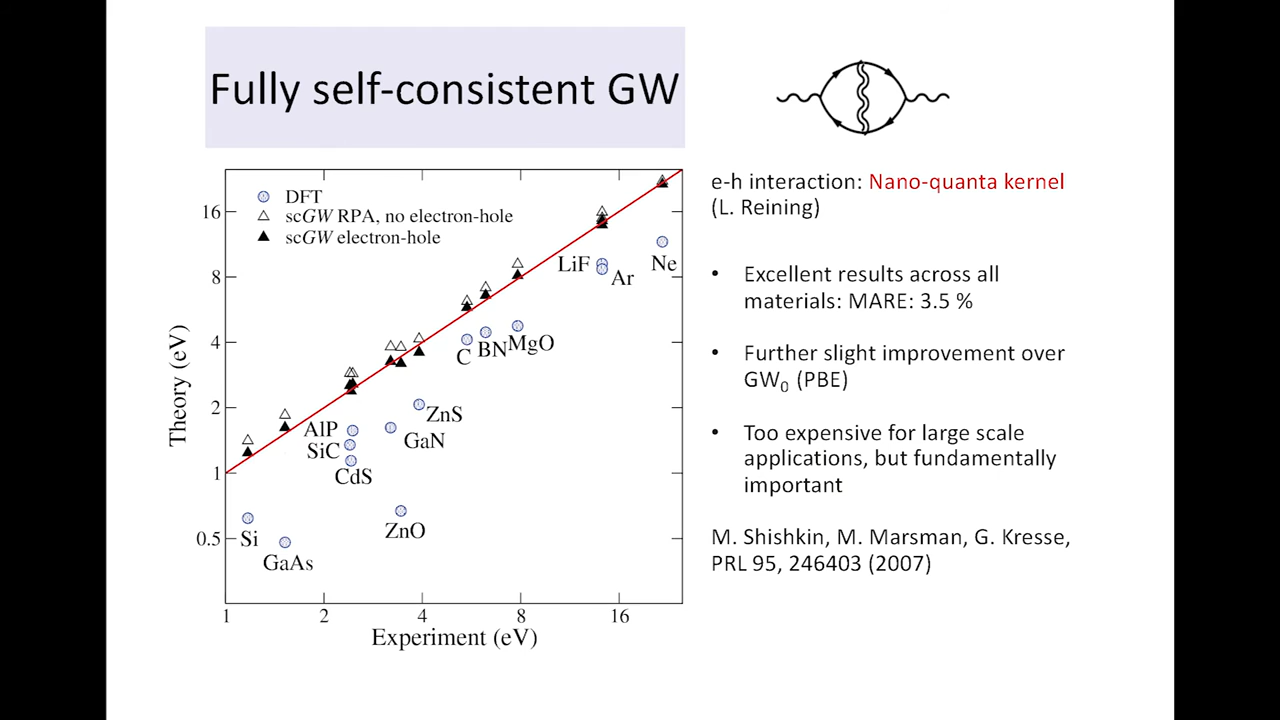 Fully self-consistent GW
DFT
scGW RPA, no electron-hole
scGW electron-hole
16
8
4
2
1
0.5
Theory (eV)
1
2
4
8
16
Experiment (eV)
Si
GaAs
AlP
SiC
CdS
ZnO
GaN
ZnS
C
BN
MgO
LiF
Ar
Ne
e-h interaction: Nano-quanta kernel
(L. Reining)
• Excellent results across all
materials: MARE: 3.5 %
• Further slight improvement over
GW₀ (PBE)
• Too expensive for large scale
applications, but fundamentally
important
M. Shishkin, M. Marsman, G. Kresse,
PRL 95, 246403 (2007)